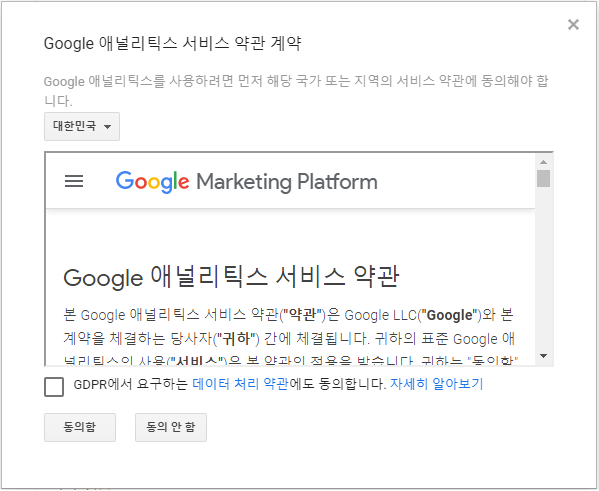 Google 애널리틱스 서비스 약관 계약
Google 애널리틱스를 사용하려면 먼저 해당 국가 또는 지역의 서비스 약관에 동의해야 합
니다.
대한민국
Google Marketing Platform
Google 애널리틱스 서비스 약관
본 Google 애널리틱스 서비스 약관("약관")은 Google LLC("Google")와 본
계약을 체결하는 당사자("귀하") 간에 체결됩니다. 귀하의 표준 Google 애
널리틱스의 사용("서비스")은 본 약관의 적용을 받습니다. 귀하는 "동의함"
GDPR에서 요구하는 데이터 처리 약관에도 동의합니다. 자세히 알아보기
동의함
동의 안 함